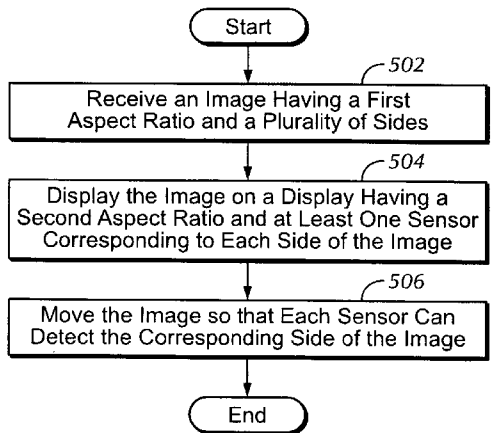 Start
502
Receive an Image Having a First
Aspect Ratio and a Plurality of Sides
504
Display the Image on a Display Having a
Second Aspect Ratio and at Least One Sensor
Corresponding to Each Side of the Image
506
Move the Image so that Each Sensor Can
Detect the Corresponding Side of the Image
End